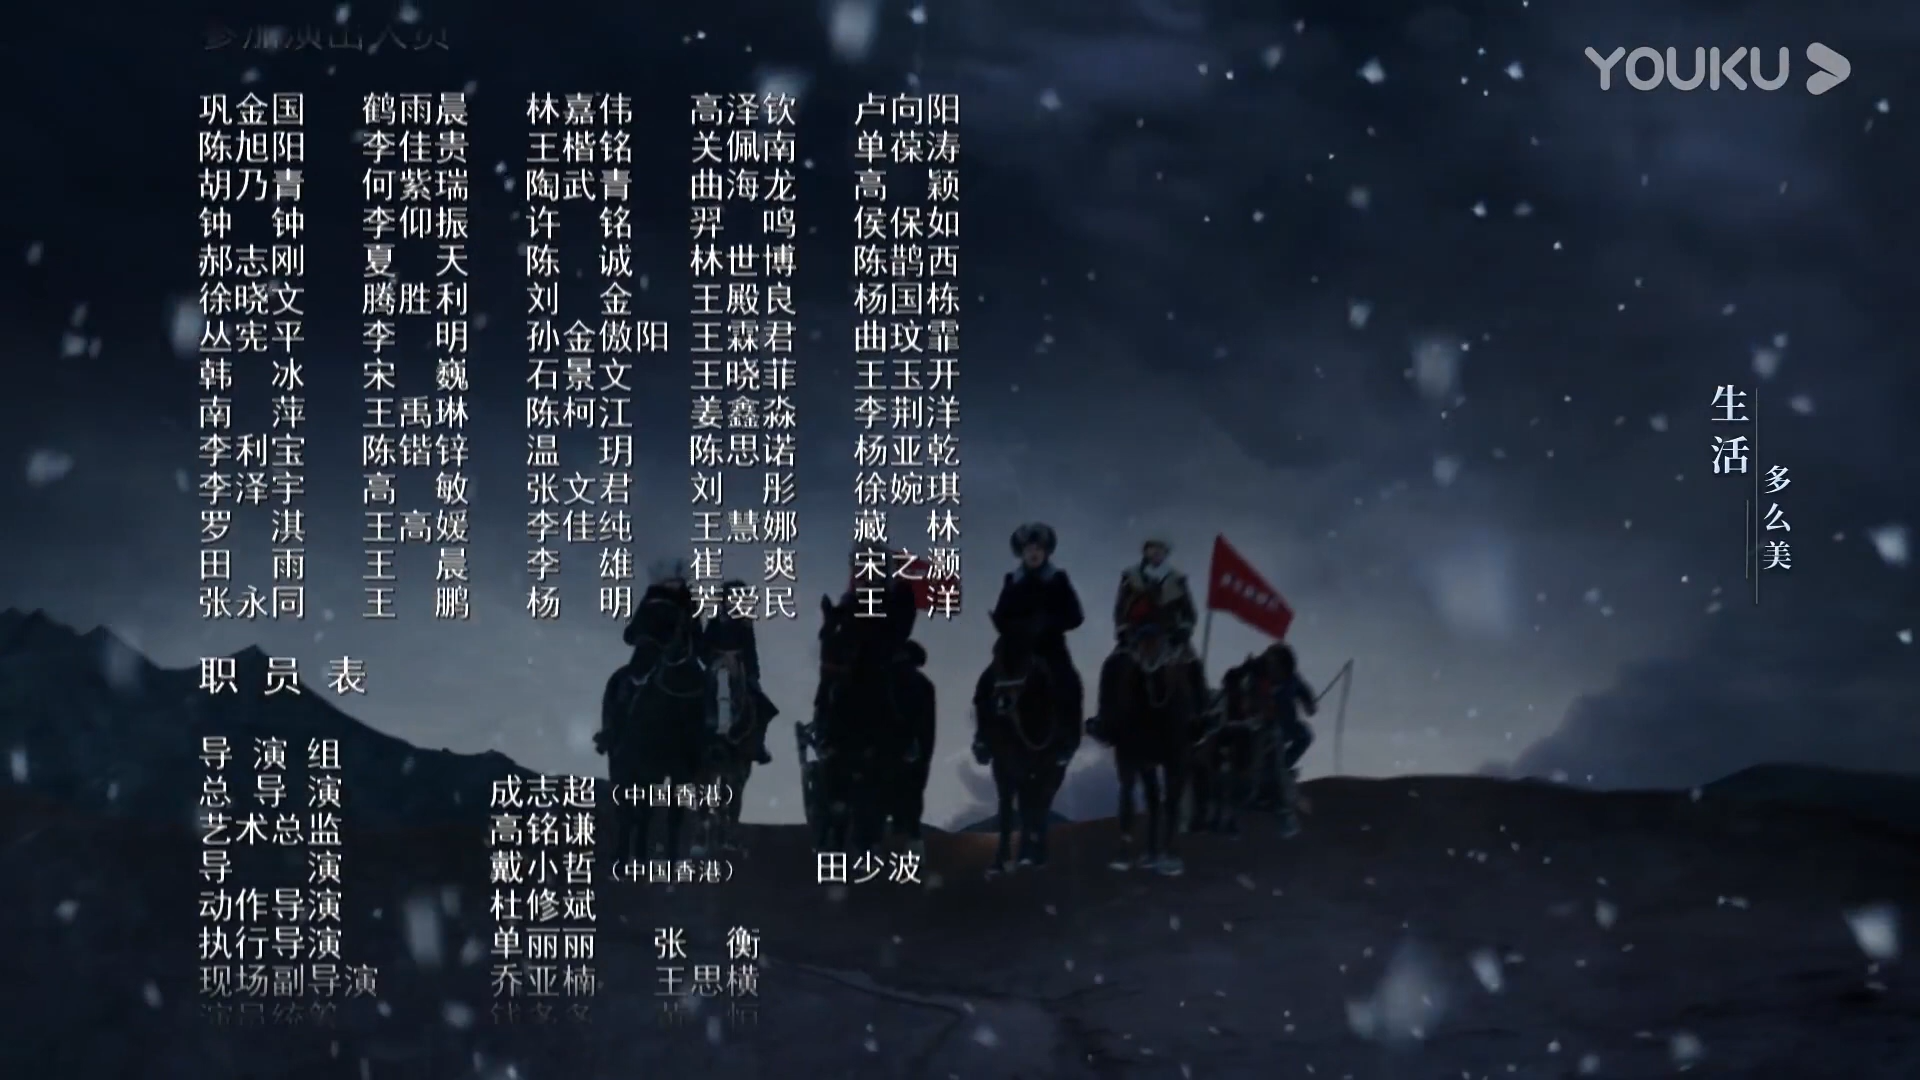 参加演出人员
YOUKU
巩金国 鹤雨晨 林嘉伟 高泽钦 卢向阳
陈旭阳 李佳贵 王楷铭 关佩南 单葆涛
胡乃青 何紫瑞 陶武青 曲海龙 高颖
钟钟 李仰振 许铭 羿鸣 侯保如
郝志刚 夏天 陈诚 林世博 陈鹊西
徐晓文 腾胜利 刘金 王殿良 杨国栋
丛宪平 李明 孙金傲阳 王霖君 曲玟霏
韩冰 宋巍 石景文 王晓菲 王玉开
南萍 王禹琳 陈柯江 姜鑫淼 李荆洋
李利宝 陈锴锌 温玥 陈思诺 杨亚乾
李泽宇 高敏 张文君 刘彤 徐婉琪
罗淇 王高媛 李佳纯 王慧娜 藏林
田雨 王晨 李雄 崔爽 宋之灏
张永同 王鹏 杨明 芳爱民 王洋
职员表
导演组
总导演 成志超（中国香港）
艺术总监 高铭谦
导演 戴小哲（中国香港） 田少波
动作导演 杜修斌
执行导演 单丽丽 张衡
现场副导演 乔亚楠 王思横
生活
多么美